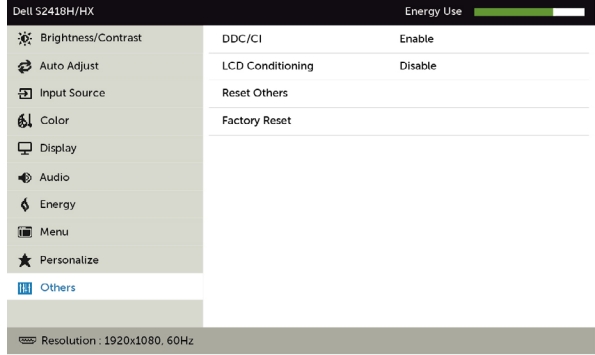 Dell S2418H/HX Energy Use
Brightness/Contrast
Auto Adjust
Input Source
Color
Display
Audio
Energy
Menu
Personalize
Others
DDC/CI Enable
LCD Conditioning Disable
Reset Others
Factory Reset
Resolution : 1920x1080, 60Hz